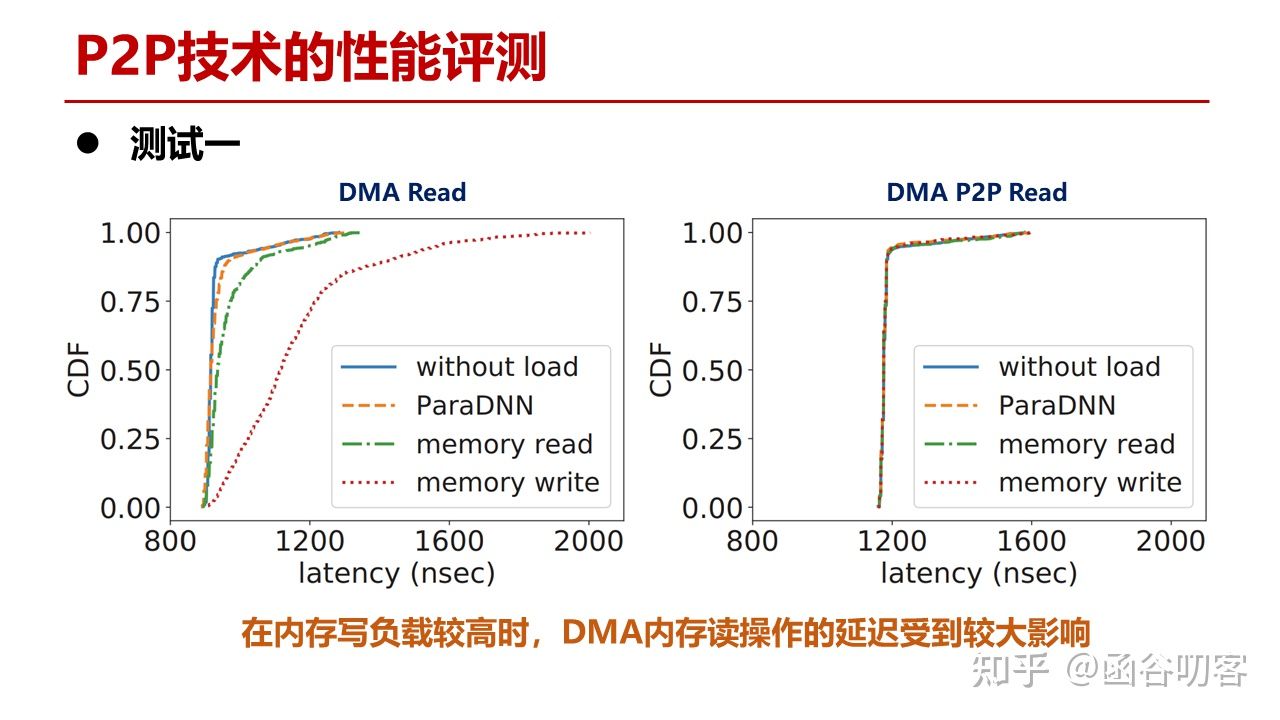 P2P技术的性能评测
● 测试一
DMA Read
1.00
0.75
0.50
0.25
0.00
CDF
without load
ParaDNN
memory read
memory write
800 1200 1600 2000
latency (nsec)
DMA P2P Read
1.00
0.75
0.50
0.25
0.00
CDF
without load
ParaDNN
memory read
memory write
800 1200 1600 2000
latency (nsec)
在内存写负载较高时，DMA内存读操作的延迟受到较大影响
知乎 @函谷叨客